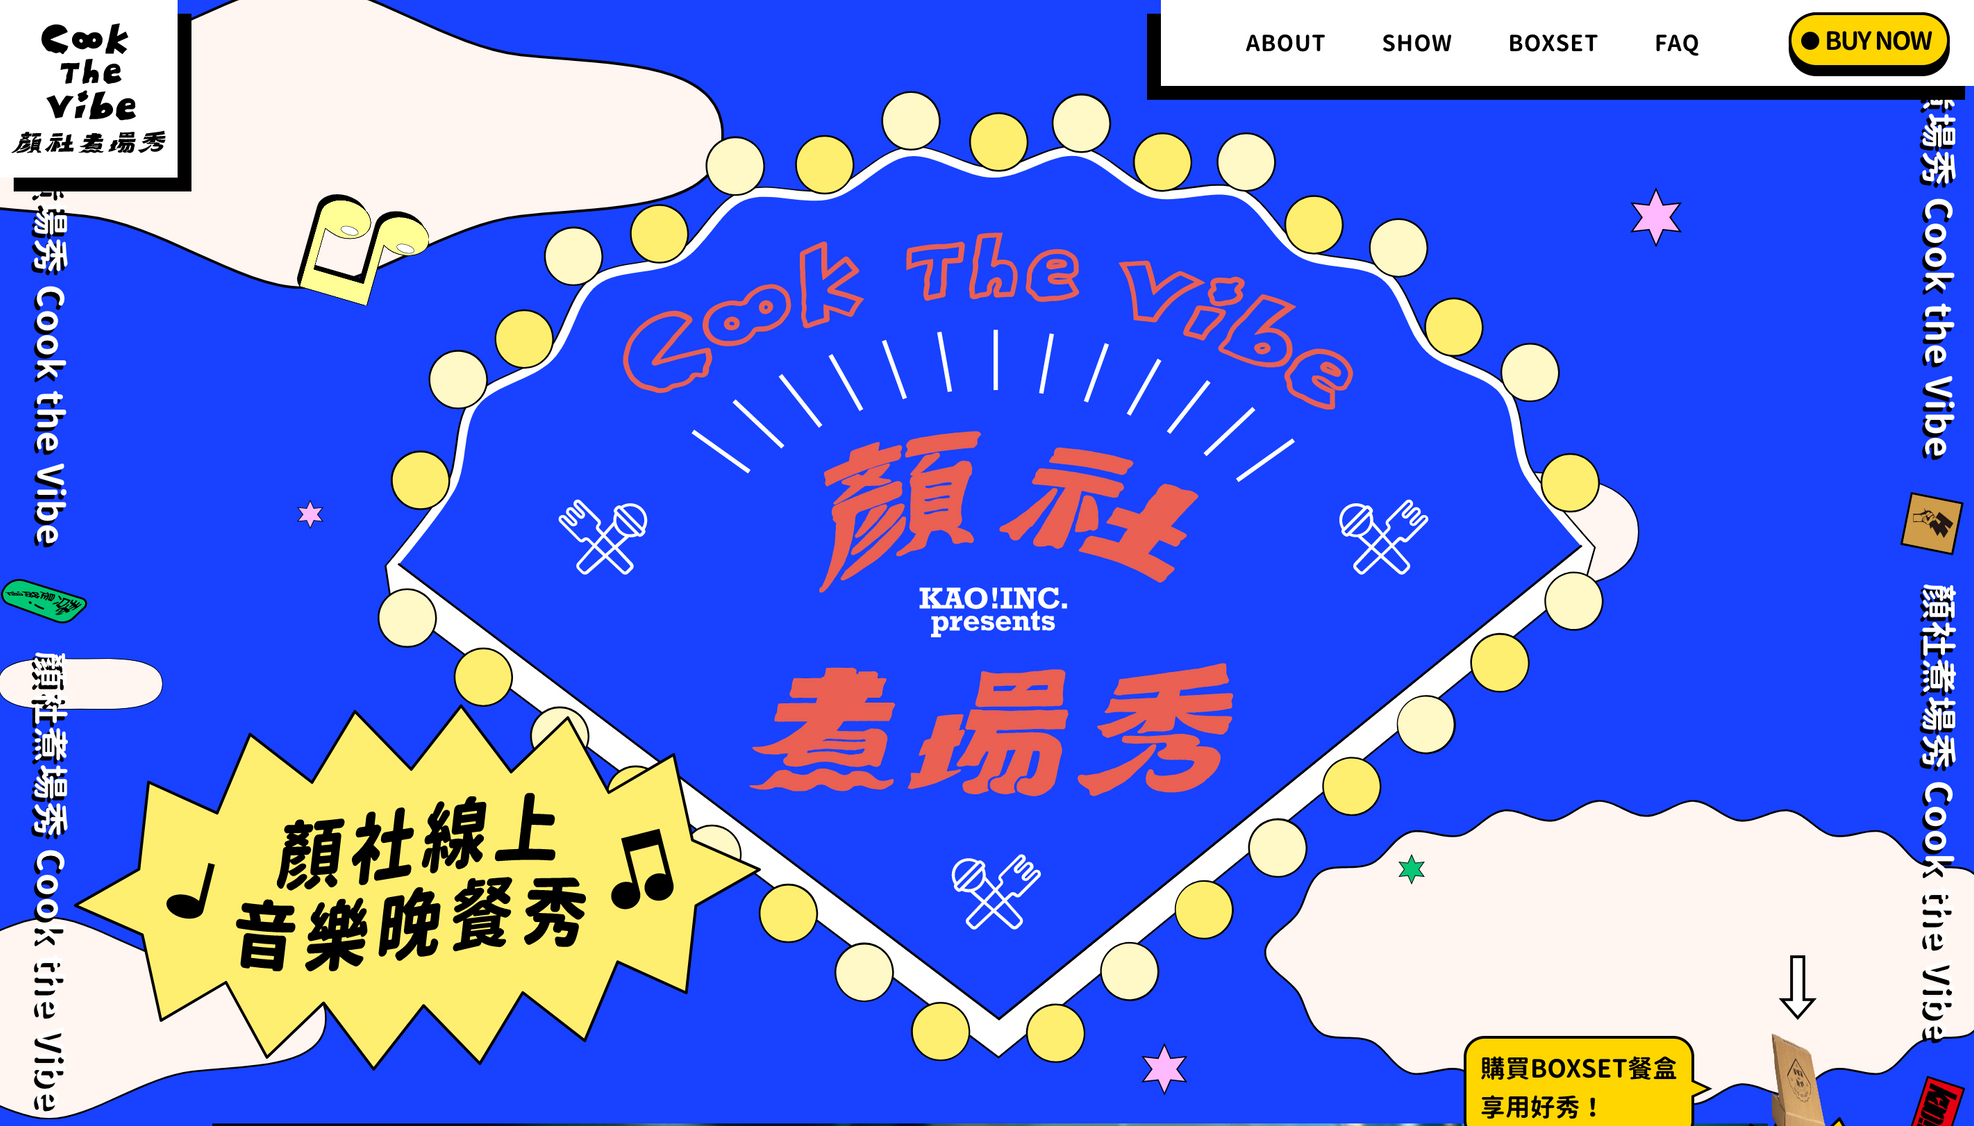 Cook
The
Vibe
顏社煮場秀
ABOUT
SHOW
BOXSET
FAQ
BUY NOW
Cook The Vibe
顏社
KAO!INC.
presents
煮場秀
顏社線上
音樂晚餐秀
場秀 Cook the Vibe
顏社煮場秀 Cook the Vibe
場秀 Cook the Vibe
顏社煮場秀 Cook the Vibe
購買BOXSET餐盒
享用好秀！